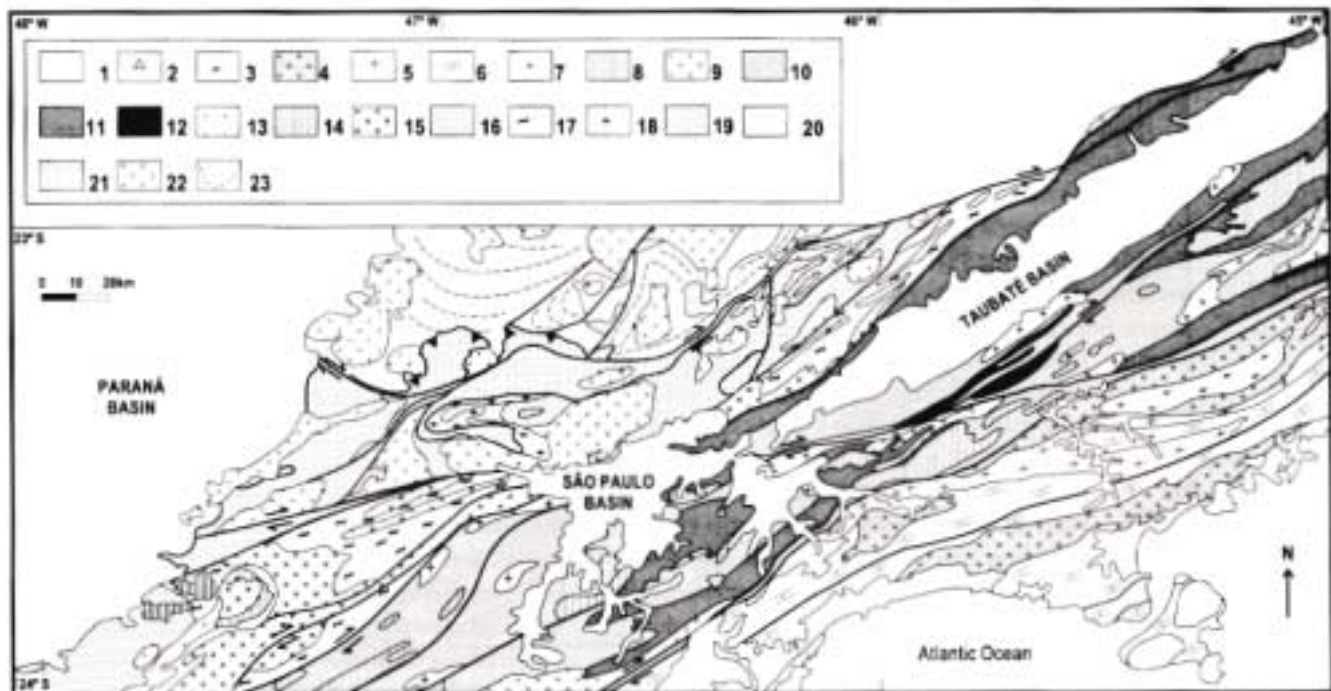 48° W 47° W 46° W 45° W
1 2 3 4 5 6 7 8 9 10
11 12 13 14 15 16 17 18 19 20
21 22 23
23° S
0 10 20km
TAUBATÉ BASIN
PARANÁ
BASIN
SÃO PAULO
BASIN
N
Atlantic Ocean
24° S